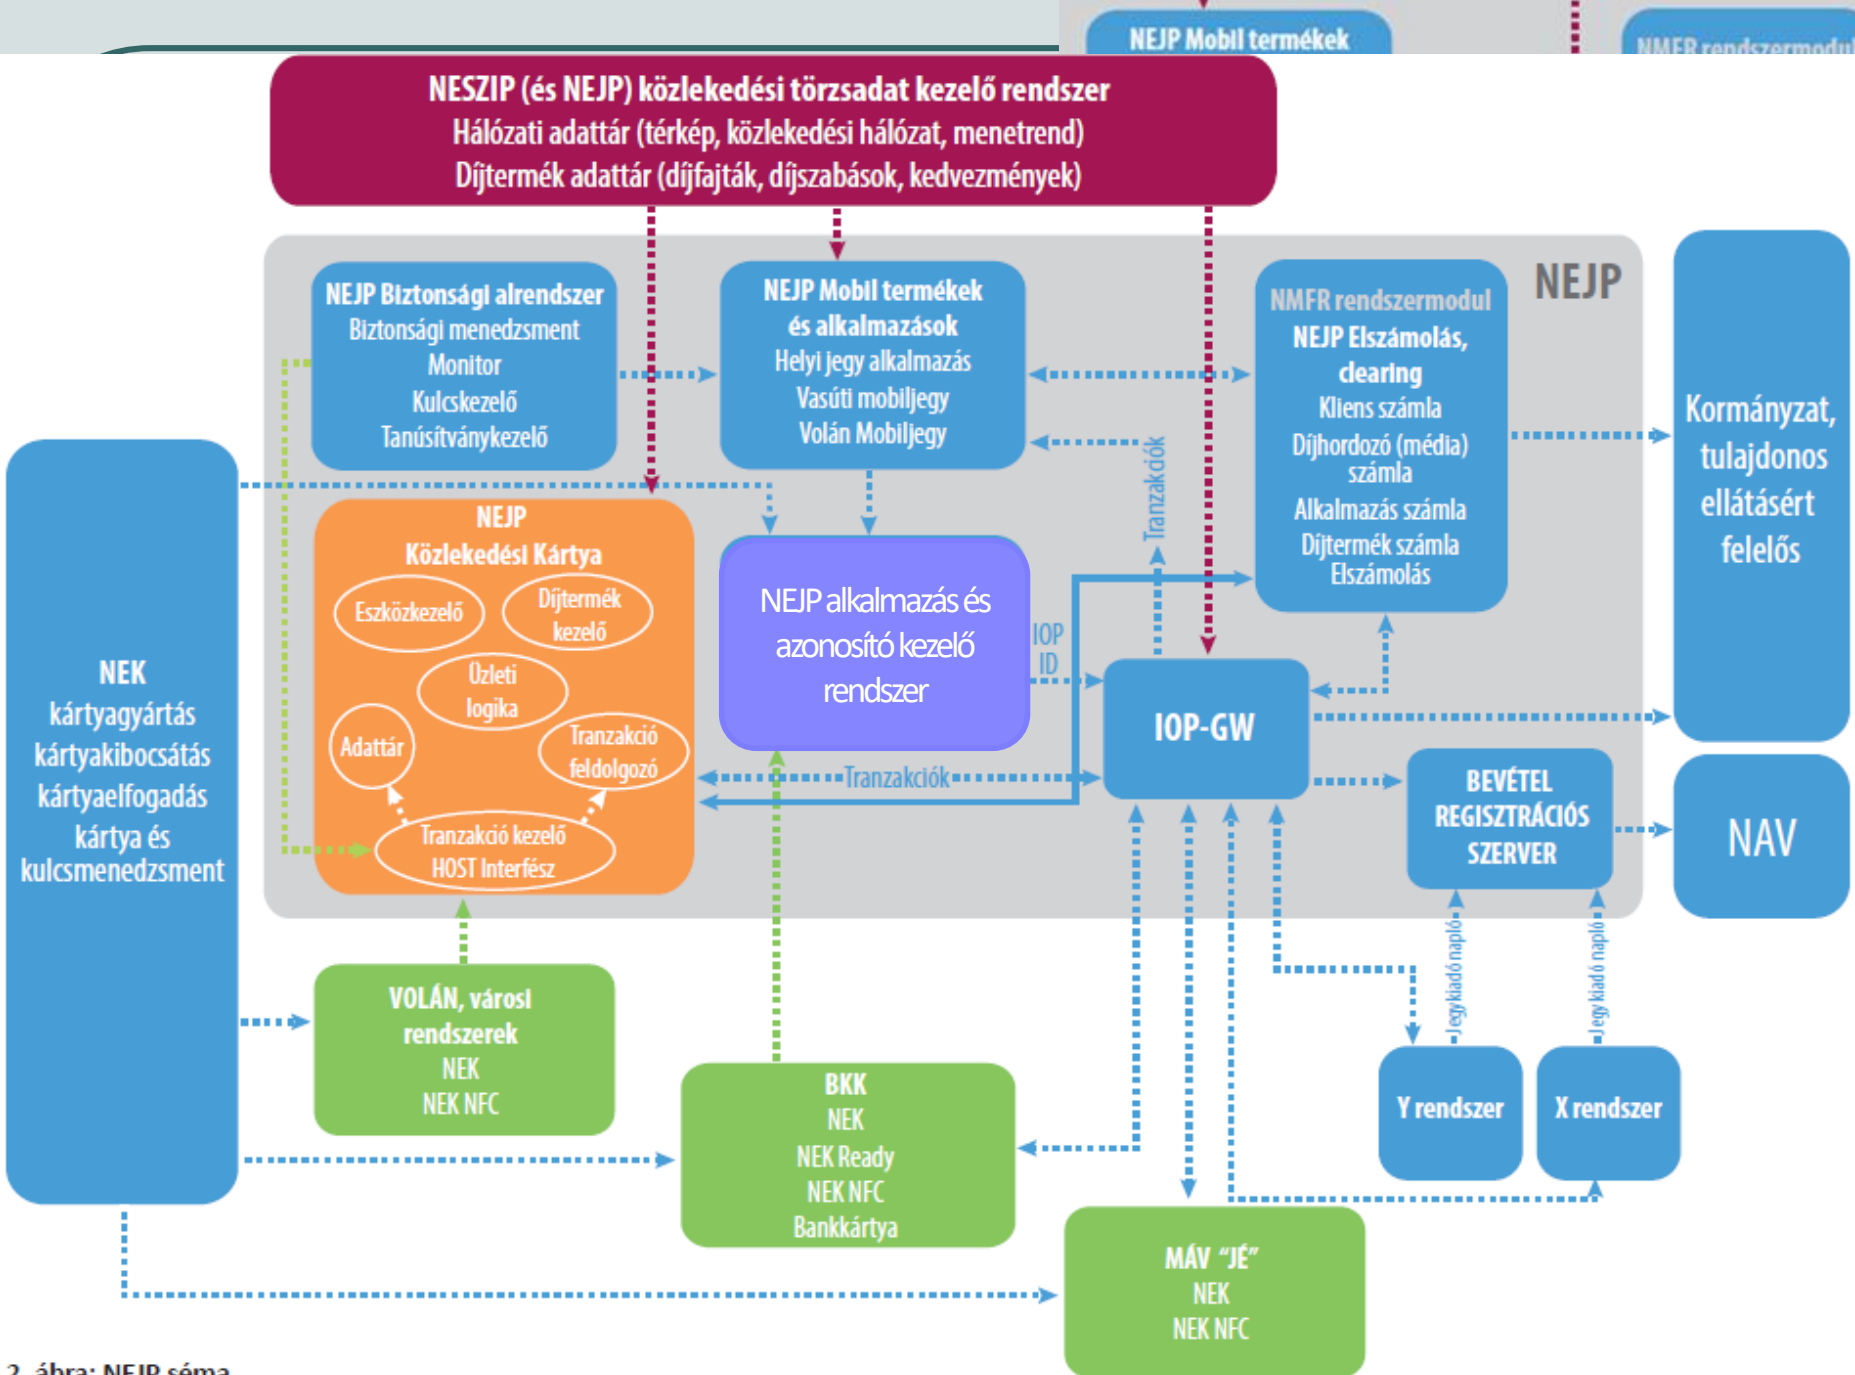 NEJP Mobil termékek
NMFR rendszermodul
NESZIP (és NEJP) közlekedési törzsadat kezelő rendszer
Hálózati adattár (térkép, közlekedési hálózat, menetrend)
Díjtermék adattár (díjfajták, díjszabások, kedvezmények)
NEJP
NEJP Biztonsági alrendszer
Biztonsági menedzsment
Monitor
Kulcskezelő
Tanúsítványkezelő
NEJP Mobil termékek
és alkalmazások
Helyi jegy alkalmazás
Vasúti mobiljegy
Volán Mobiljegy
NMFR rendszermodul
NEJP Elszámolás,
clearing
Kliens számla
Díjhordozó (média)
számla
Alkalmazás számla
Díjtermék számla
Elszámolás
Kormányzat,
tulajdonos
ellátásért
felelős
NEK
kártyagyártás
kártyakibocsátás
kártyaelfogadás
kártya és
kulcsmenedzsment
NEJP
Közlekedési Kártya
Eszközkezelő
Díjtermék
kezelő
Üzleti
logika
Adattár
Tranzakció
feldolgozó
Tranzakció kezelő
HOST Interfész
NEJP alkalmazás és
azonosító kezelő
rendszer
IOP
ID
Tranzakciók
Tranzakciók
IOP-GW
BEVÉTEL
REGISZTRÁCIÓS
SZERVER
NAV
Jegykiadó napló
Jegykiadó napló
VOLÁN, városi
rendszerek
NEK
NEK NFC
BKK
NEK
NEK Ready
NEK NFC
Bankkártya
Y rendszer
X rendszer
MÁV “JÉ”
NEK
NEK NFC
2. ábra: NEJP séma